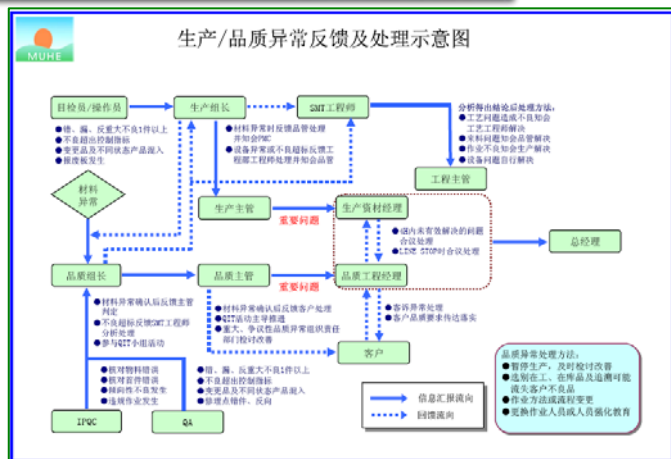 MUHE
生产/品质异常反馈及处理示意图
目检员/操作员
生产组长
SMT工程师
●错、漏、反重大不良1件以上
●不良超出控制指标
●变更品及不同状态产品混入
●报废板发生
●材料异常时反馈品管处理
并知会PMC
●设备异常或不良超标反馈工
程部工程师处理并知会品管
分析得出结论后处理方法:
●工艺问题造成不良知会
工艺工程师解决
●来料问题知会品管解决
●作业不良知会生产解决
●设备问题自行解决
工程主管
材料
异常
生产主管
重要问题
生产资材经理
●组内未有效解决的问题
合议处理
●LINE STOP时合议处理
总经理
品质组长
品质主管
重要问题
品质工程经理
●材料异常确认后反馈主管
判定
●不良超标反馈SMT工程师
分析处理
●参与QIT小组活动
●材料异常确认后反馈客户处理
●QIT活动主导推进
●重大、争议性品质异常组织责任
部门检讨改善
●客诉异常处理
●客户品质要求传达落实
客户
●核对物料错误
●核对首件错误
●倾向性不良发生
●违规作业发生
●错、漏、反重大不良1件以上
●不良超出控制指标
●变更品及不同状态产品混入
●修理点错件、反向
IPQC
QA
信息汇报流向
回馈流向
品质异常处理方法:
●暂停生产,及时检讨改善
●选别在工、在库品及追溯可能
流失客户不良品
●作业方法或流程变更
●更换作业人员或人员强化教育